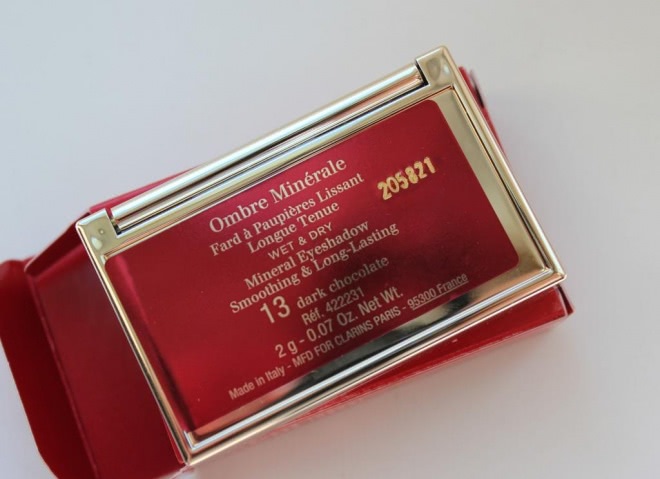 Ombre Minérale
Fard à Paupières Lissant
Longue Tenue
WET & DRY
Mineral Eyeshadow
Smoothing & Long-Lasting
13 dark chocolate
Réf. 422231
2 g - 0.07 Oz. Net Wt.
Made in Italy - MFD FOR CLARINS PARIS - 95300 France
205821